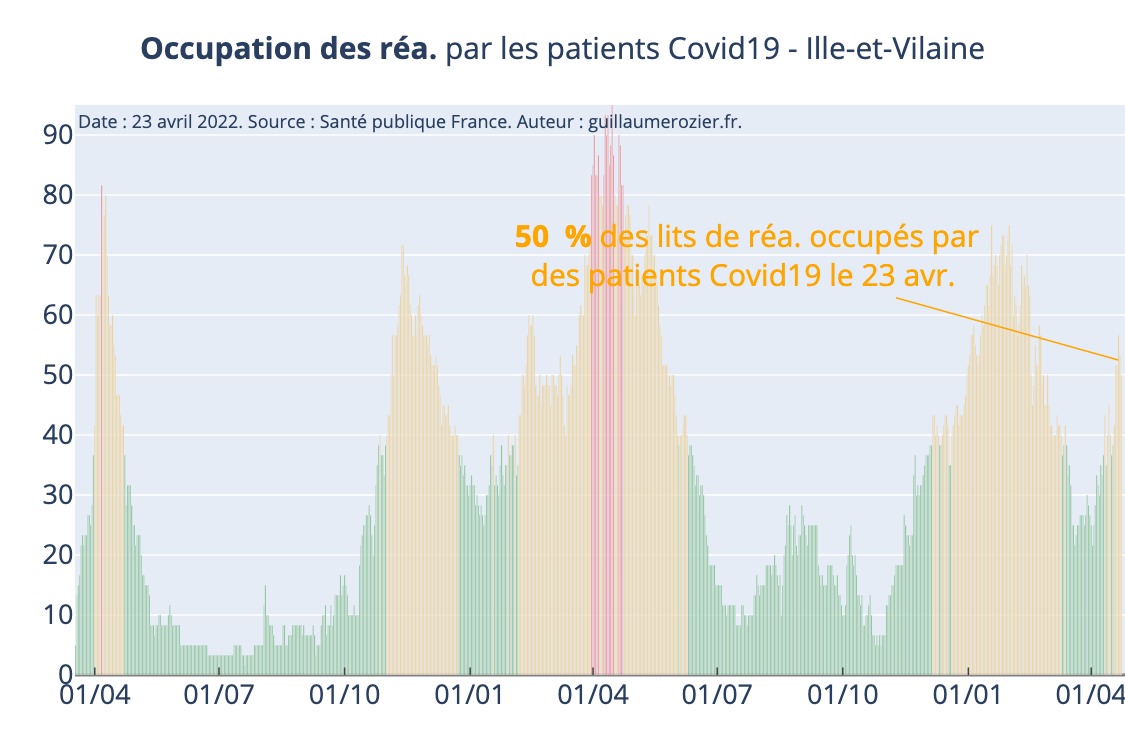 Occupation des réa. par les patients Covid19 - Ille-et-Vilaine
Date : 23 avril 2022. Source : Santé publique France. Auteur : guillaumerozier.fr.
90
80
70
60
50
40
30
20
10
0
50 % des lits de réa. occupés par
des patients Covid19 le 23 avr.
01/04 01/07 01/10 01/01 01/04 01/07 01/10 01/01 01/04